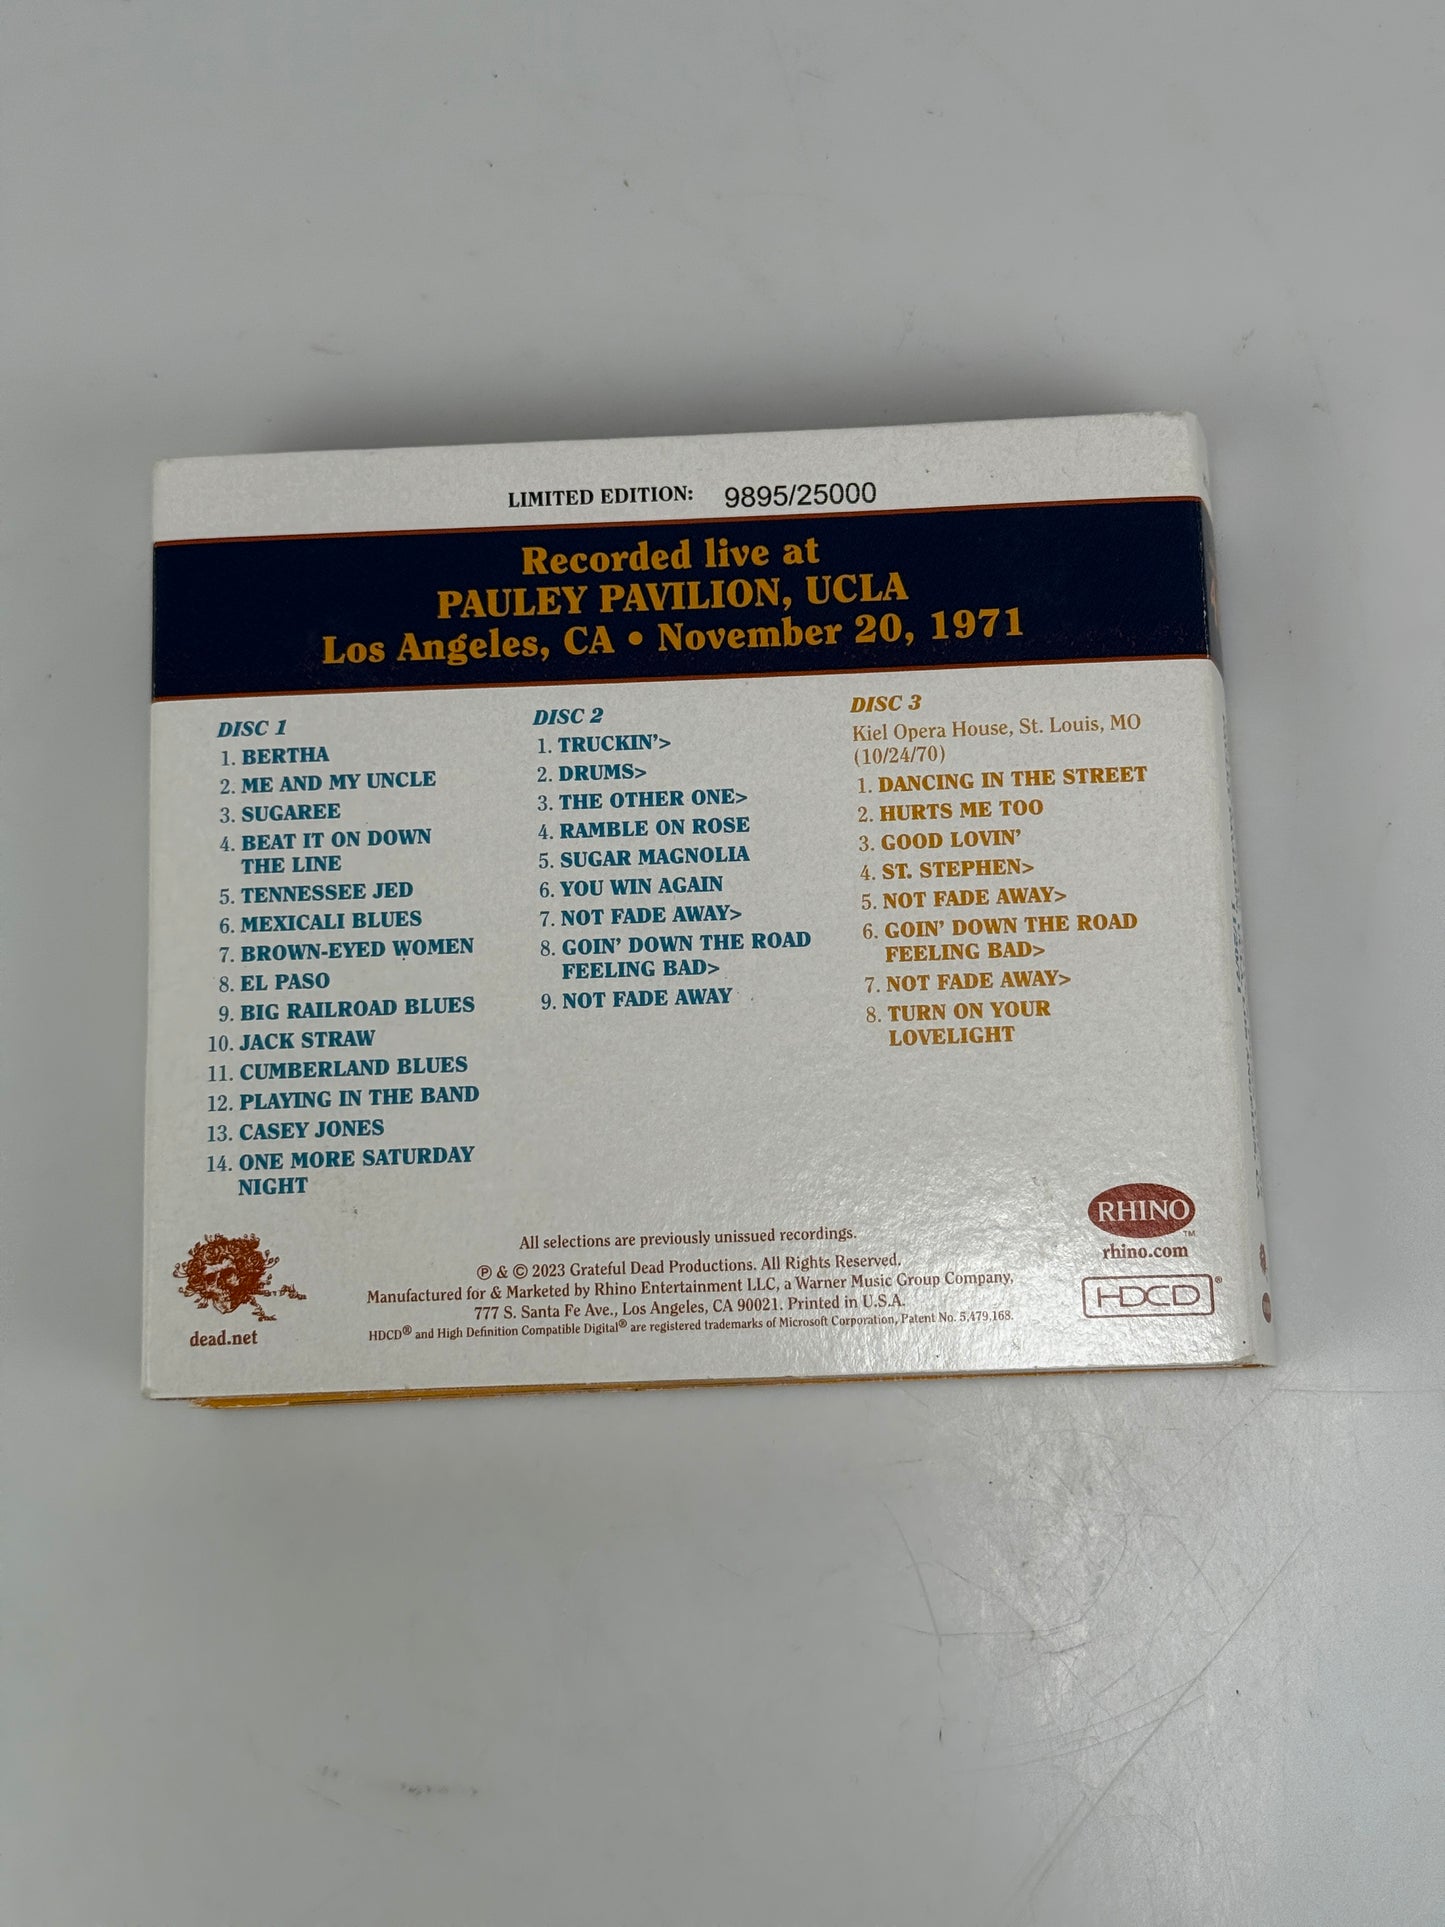 LIMITED EDITION: 9895/25000
Recorded live at
PAULEY PAVILION, UCLA
Los Angeles, CA • November 20, 1971
DISC 1
1. BERTHA
2. ME AND MY UNCLE
3. SUGAREE
4. BEAT IT ON DOWN
THE LINE
5. TENNESSEE JED
6. MEXICALI BLUES
7. BROWN-EYED WOMEN
8. EL PASO
9. BIG RAILROAD BLUES
10. JACK STRAW
11. CUMBERLAND BLUES
12. PLAYING IN THE BAND
13. CASEY JONES
14. ONE MORE SATURDAY
NIGHT
DISC 2
1. TRUCKIN'>
2. DRUMS>
3. THE OTHER ONE>
4. RAMBLE ON ROSE
5. SUGAR MAGNOLIA
6. YOU WIN AGAIN
7. NOT FADE AWAY>
8. GOIN' DOWN THE ROAD
FEELING BAD>
9. NOT FADE AWAY
DISC 3
Kiel Opera House, St. Louis, MO
(10/24/70)
1. DANCING IN THE STREET
2. HURTS ME TOO
3. GOOD LOVIN'
4. ST. STEPHEN>
5. NOT FADE AWAY>
6. GOIN' DOWN THE ROAD
FEELING BAD>
7. NOT FADE AWAY>
8. TURN ON YOUR
LOVELIGHT
dead.net
All selections are previously unissued recordings.
℗ & © 2023 Grateful Dead Productions. All Rights Reserved.
Manufactured for & Marketed by Rhino Entertainment LLC, a Warner Music Group Company,
777 S. Santa Fe Ave., Los Angeles, CA 90021. Printed in U.S.A.
HDCD® and High Definition Compatible Digital® are registered trademarks of Microsoft Corporation, Patent No. 5,479,168.
RHINO™
rhino.com
HDCD®